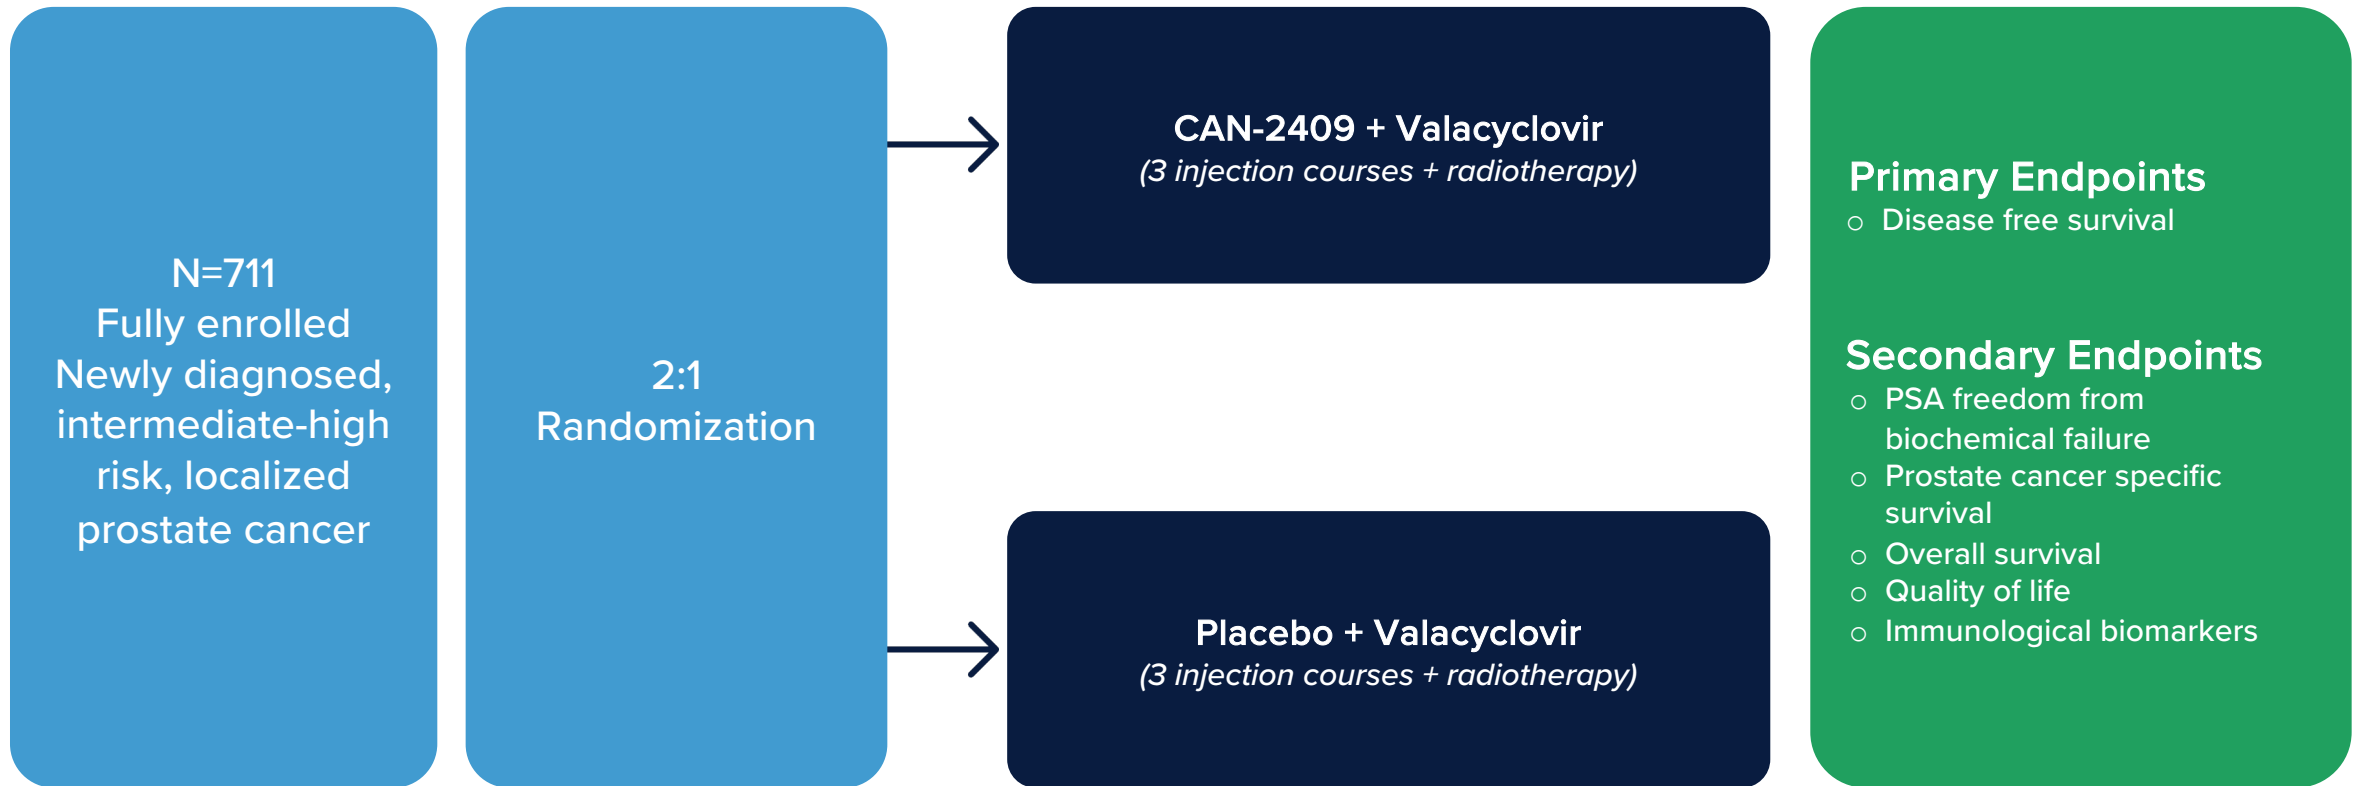 N=711
Fully enrolled
Newly diagnosed,
intermediate-high
risk, localized
prostate cancer
2:1
Randomization
CAN-2409 + Valacyclovir
(3 injection courses + radiotherapy)
Placebo + Valacyclovir
(3 injection courses + radiotherapy)
Primary Endpoints
○ Disease free survival
Secondary Endpoints
○ PSA freedom from
biochemical failure
○ Prostate cancer specific
survival
○ Overall survival
○ Quality of life
○ Immunological biomarkers